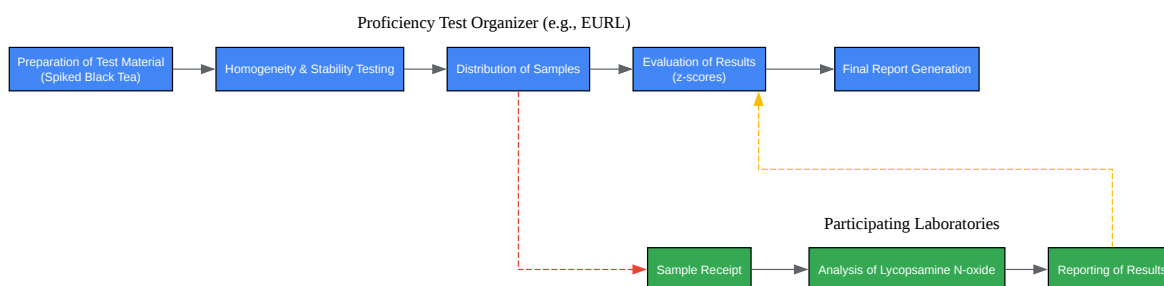 Proficiency Test Organizer (e.g., EURL)
Preparation of Test Material
(Spiked Black Tea)
Homogeneity & Stability Testing
Distribution of Samples
Evaluation of Results
(z-scores)
Final Report Generation
Participating Laboratories
Sample Receipt
Analysis of Lycopsamine N-oxide
Reporting of Results